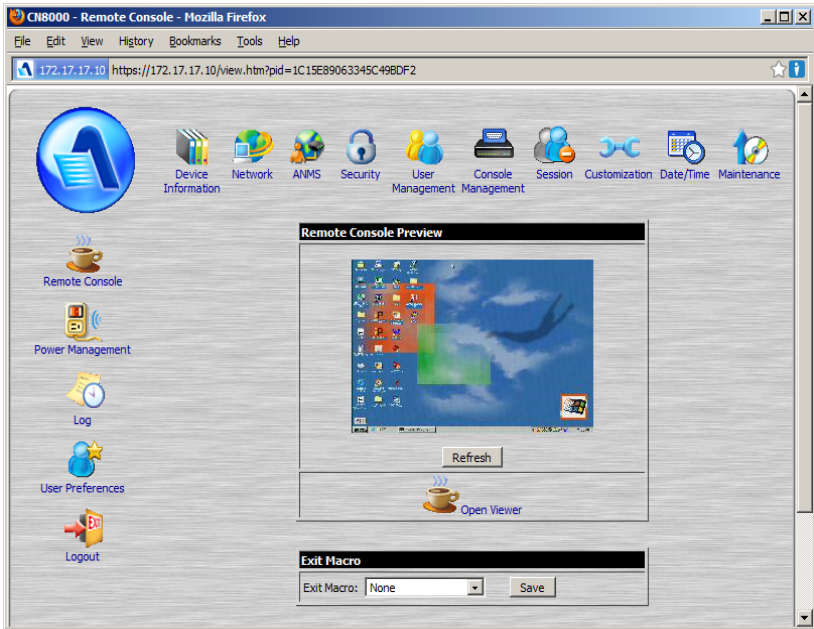 CN8000 - Remote Console - Mozilla Firefox
File Edit View History Bookmarks Tools Help
172.17.17.10 https://172.17.17.10/view.htm?pid=1C15E89063345C49BDF2
Device Information
Network
ANMS
Security
User Management
Console Management
Session
Customization
Date/Time
Maintenance
Remote Console
Power Management
Log
User Preferences
EXIT
Logout
Remote Console Preview
Refresh
Open Viewer
Exit Macro
Exit Macro: None Save